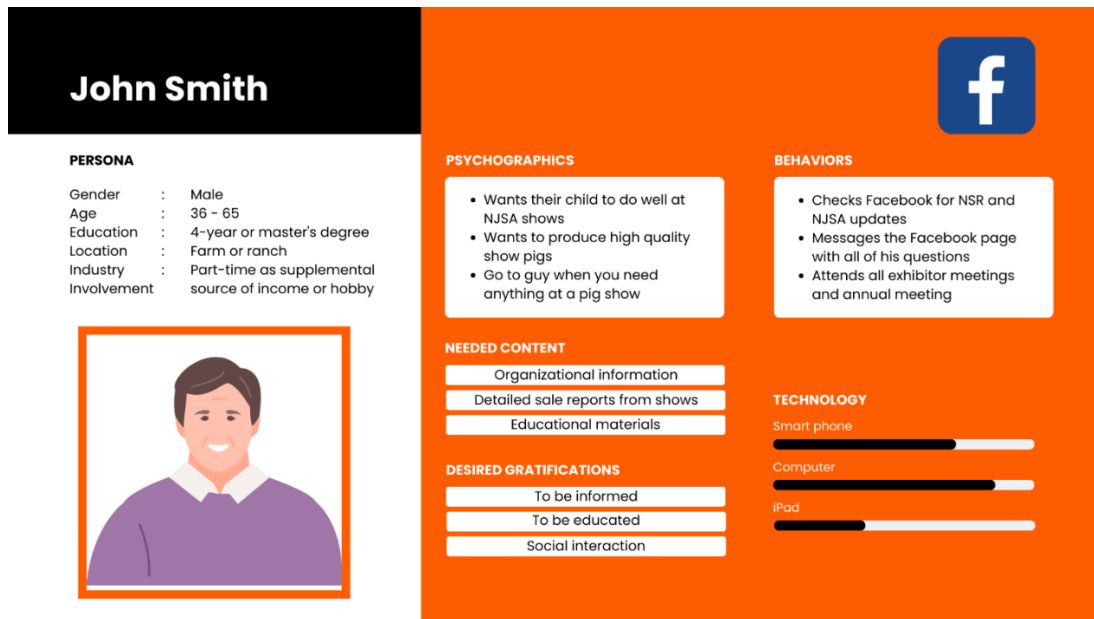 John Smith
f
PERSONA
Gender : Male
Age : 36 - 65
Education : 4-year or master's degree
Location : Farm or ranch
Industry : Part-time as supplemental
Involvement source of income or hobby
PSYCHOGRAPHICS
• Wants their child to do well at
NJSA shows
• Wants to produce high quality
show pigs
• Go to guy when you need
anything at a pig show
BEHAVIORS
• Checks Facebook for NSR and
NJSA updates
• Messages the Facebook page
with all of his questions
• Attends all exhibitor meetings
and annual meeting
NEEDED CONTENT
Organizational information
Detailed sale reports from shows
Educational materials
DESIRED GRATIFICATIONS
To be informed
To be educated
Social interaction
TECHNOLOGY
Smart phone
Computer
iPad